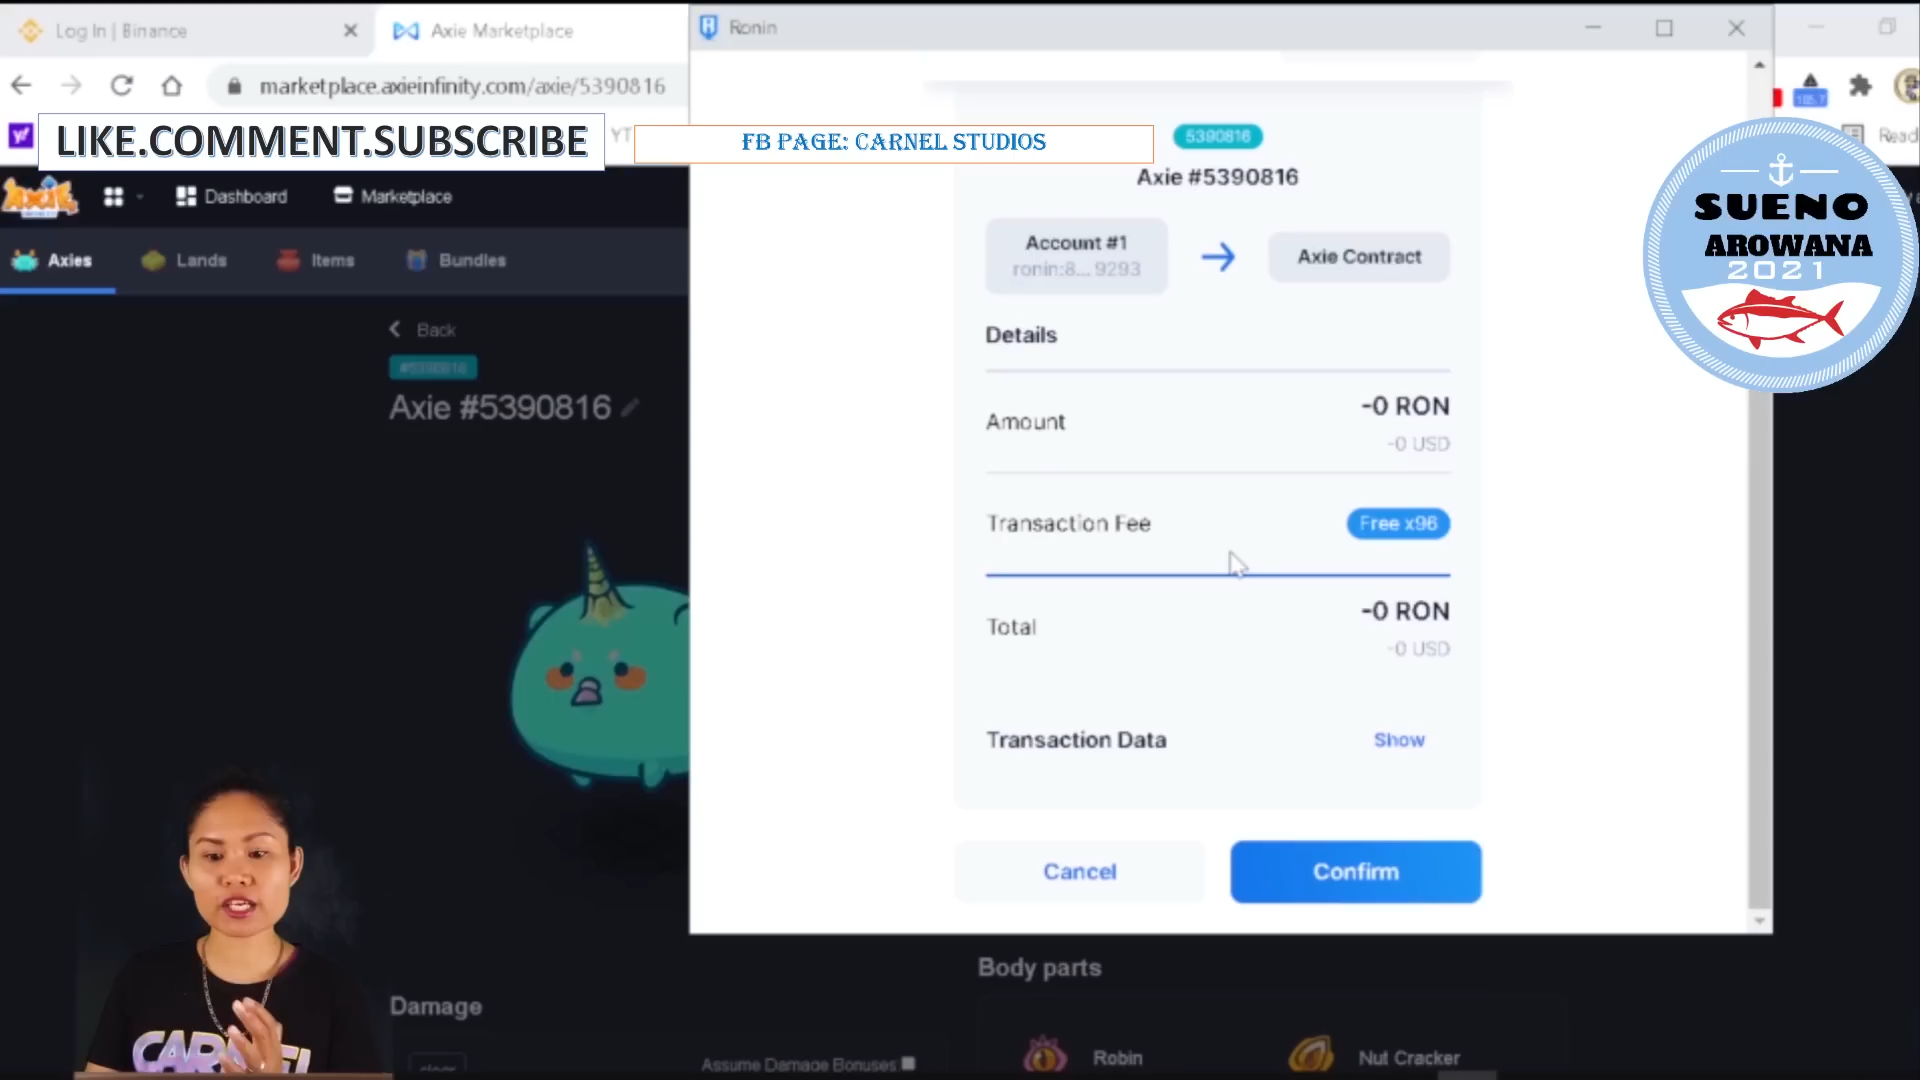 Log In | Binance
Axie Marketplace
Ronin
marketplace.axieinfinity.com/axie/5390816
LIKE.COMMENT.SUBSCRIBE
YT
FB PAGE: CARNEL STUDIOS
Read
SUENO
AROWANA
2021
Dashboard
Marketplace
Axies
Lands
Items
Bundles
Back
#5390816
Axie #5390816
5390816
Axie #5390816
Account #1
ronin:8... 9293
Axie Contract
Details
Amount
-0 RON
-0 USD
Transaction Fee
Free x96
Total
-0 RON
-0 USD
Transaction Data
Show
Cancel
Confirm
Body parts
Damage
Assume Damage Bonuses
Robin
Nut Cracker